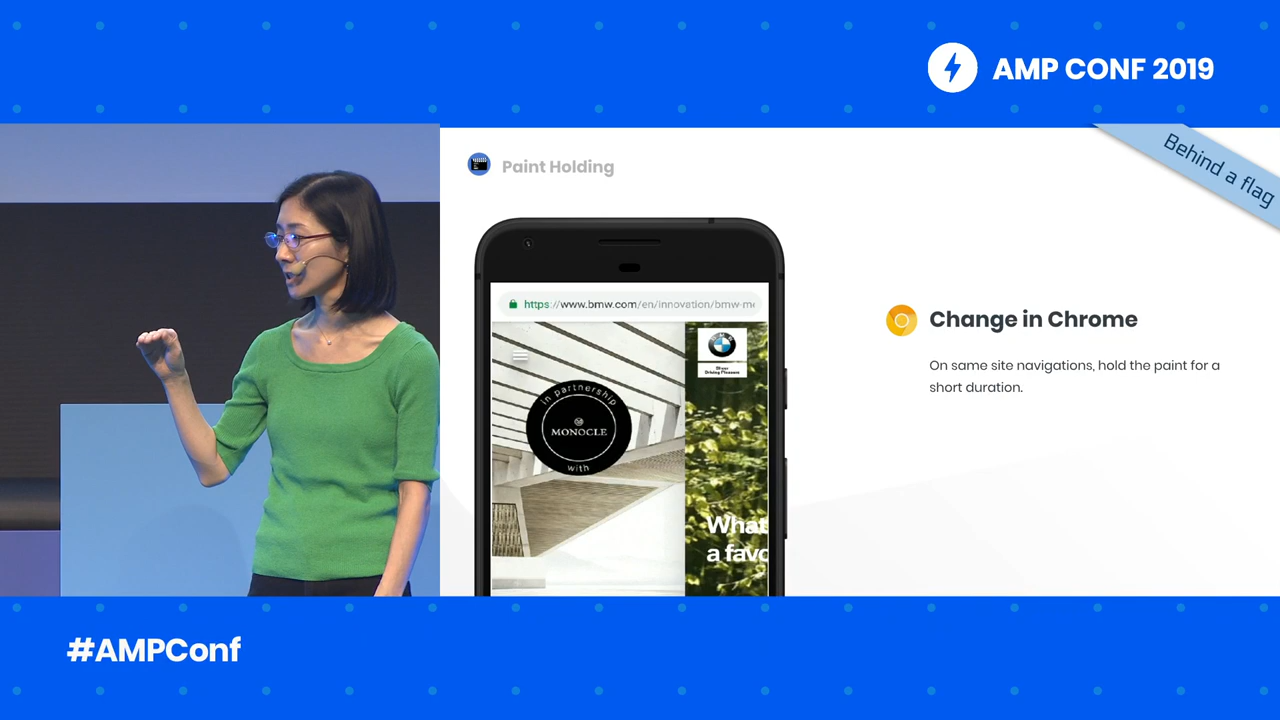 AMP CONF 2019
Behind a flag
Paint Holding
https://www.bmw.com/en/innovation/bmw-m
in partnership
MONOCLE
with
What
a favo
Change in Chrome
On same site navigations, hold the paint for a
short duration.
#AMPConf